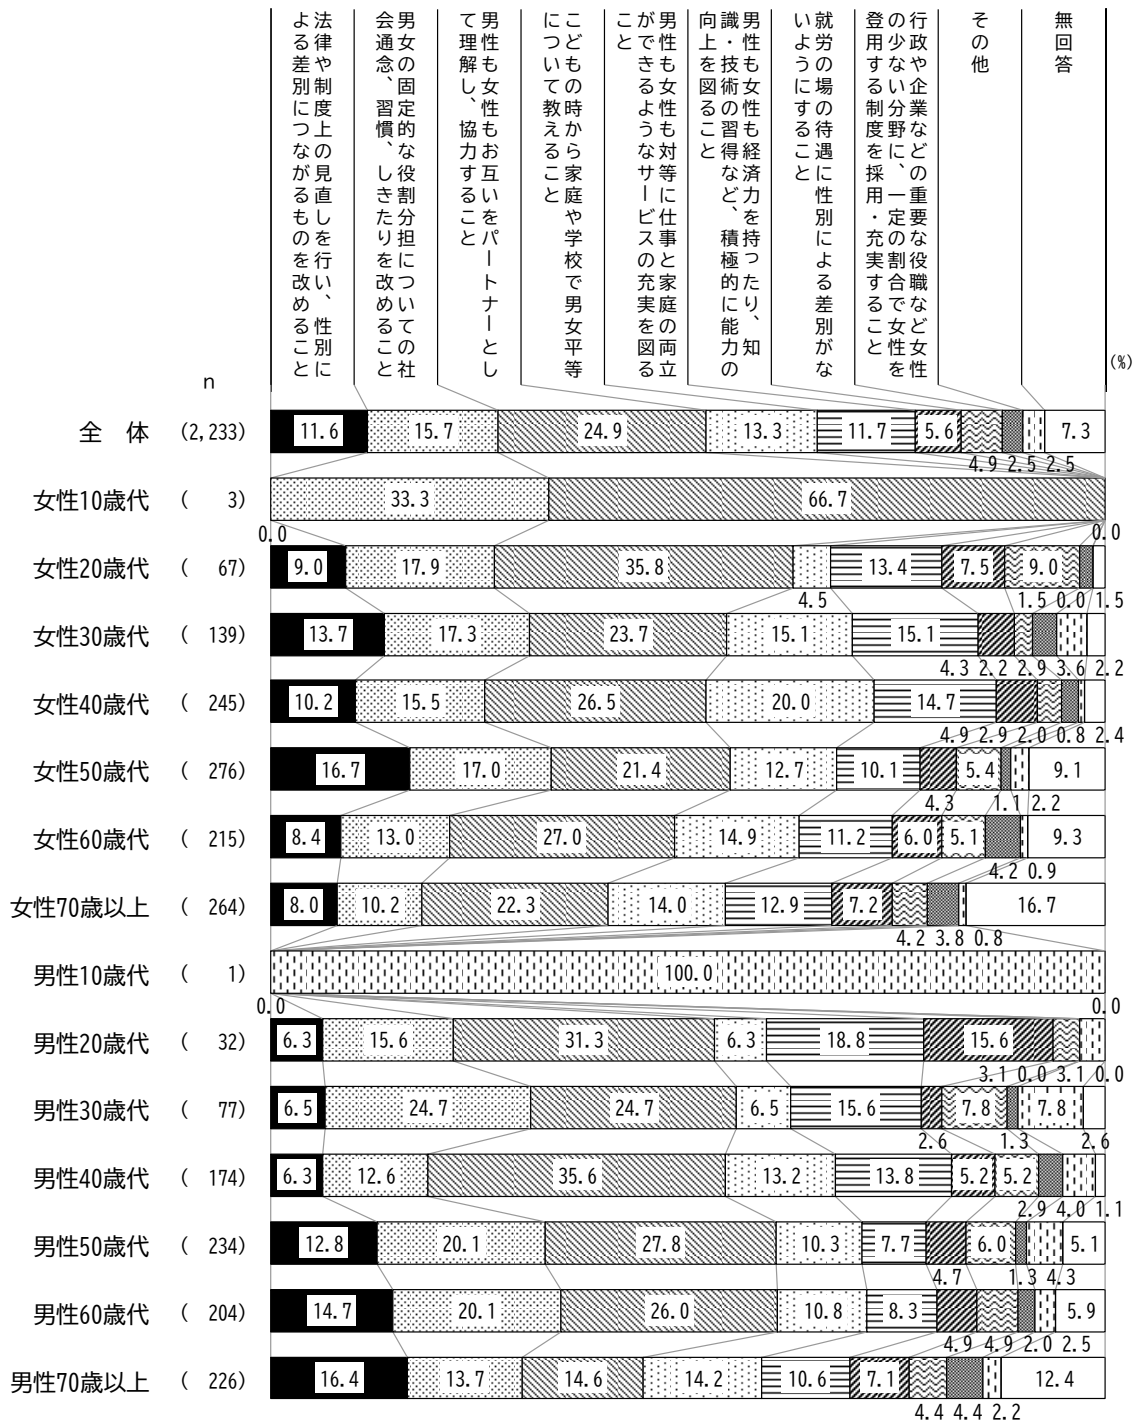 法律や制度上の見直しを行い、性別に
よる差別につながるものを改めること
男女の固定的な役割分担についての社
会通念、習慣、しきたりを改めること
男性も女性もお互いをパートナーとし
て理解し、協力すること
こどもの時から家庭や学校で男女平等
について教えること
男性も女性も対等に仕事と家庭の両立
ができるようなサービスの充実を図る
こと
男性も女性も経済力を持ったり、知
識・技術の習得など、積極的に能力の
向上を図ること
就労の場の待遇に性別による差別がな
いようにすること
行政や企業などの重要な役職など女性
の少ない分野に、一定の割合で女性を
登用する制度を採用・充実すること
その他
無回答
(%)
n
全 体 (2,233) 11.6 15.7 24.9 13.3 11.7 5.6 7.3
4.9 2.5 2.5
女性10歳代 ( 3) 33.3 66.7
0.0 0.0
女性20歳代 ( 67) 9.0 17.9 35.8 13.4 7.5 9.0
4.5 1.5 0.0 1.5
女性30歳代 ( 139) 13.7 17.3 23.7 15.1 15.1
4.3 2.2 2.9 3.6 2.2
女性40歳代 ( 245) 10.2 15.5 26.5 20.0 14.7
4.9 2.9 2.0 0.8 2.4
女性50歳代 ( 276) 16.7 17.0 21.4 12.7 10.1 5.4 9.1
4.3 1.1 2.2
女性60歳代 ( 215) 8.4 13.0 27.0 14.9 11.2 6.0 5.1 9.3
4.2 0.9
女性70歳以上 ( 264) 8.0 10.2 22.3 14.0 12.9 7.2 16.7
4.2 3.8 0.8
男性10歳代 ( 1) 100.0
0.0 0.0
男性20歳代 ( 32) 6.3 15.6 31.3 6.3 18.8 15.6
3.1 0.0 3.1 0.0
男性30歳代 ( 77) 6.5 24.7 24.7 6.5 15.6 7.8 7.8
2.6 1.3 2.6
男性40歳代 ( 174) 6.3 12.6 35.6 13.2 13.8 5.2 5.2
2.9 4.0 1.1
男性50歳代 ( 234) 12.8 20.1 27.8 10.3 7.7 6.0 5.1
4.7 1.3 4.3
男性60歳代 ( 204) 14.7 20.1 26.0 10.8 8.3 5.9
4.9 4.9 2.0 2.5
男性70歳以上 ( 226) 16.4 13.7 14.6 14.2 10.6 7.1 12.4
4.4 4.4 2.2